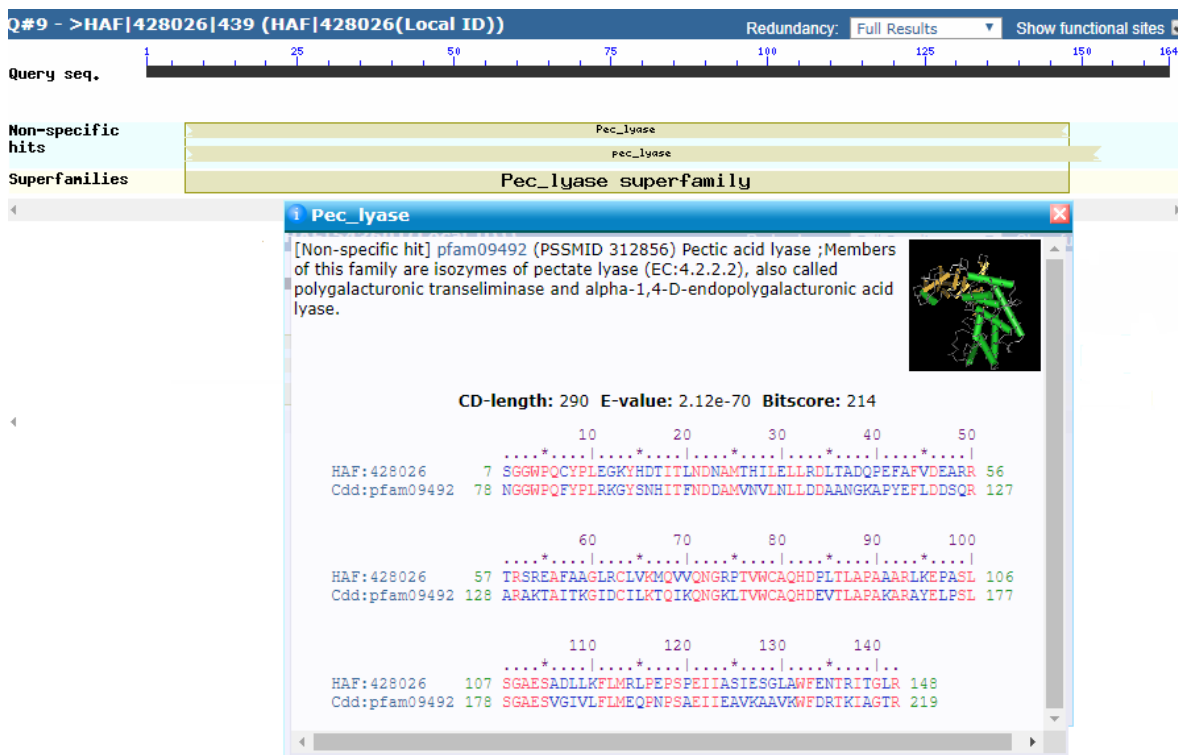 Q#9 - >HAF|428026|439 (HAF|428026(Local ID))
Redundancy: Full Results Show functional sites
1 25 50 75 100 125 150 164
Query seq.
Non-specific hits
Pec_lyase
pec_lyase
Superfamilies
Pec_lyase superfamily
Pec_lyase
[Non-specific hit] pfam09492 (PSSMID 312856) Pectic acid lyase ;Members
of this family are isozymes of pectate lyase (EC:4.2.2.2), also called
polygalacturonic transeliminase and alpha-1,4-D-endopolygalacturonic acid
lyase.
CD-length: 290 E-value: 2.12e-70 Bitscore: 214
10 20 30 40 50
....*....|....*....|....*....|....*....|....*....|
HAF:428026 7 SGGWPQCYPLEGKYHDTITLNDNAMTHILELLRDLTADQPEFAFVDEARR 56
Cdd:pfam09492 78 NGGWPQFYPLRKGYSNHITFNDDAMVNVLNLLDDAANGKAPYEFLDDSQR 127
60 70 80 90 100
....*....|....*....|....*....|....*....|....*....|
HAF:428026 57 TRSREAFAAGLRCLVKMQVVQNGRPTVWCAQHDPLTLAPAAARLKEPASL 106
Cdd:pfam09492 128 ARAKTAITKGIDCILKTQIKQNGKLTVWCAQHDEVTLAPAKARAYELPSL 177
110 120 130 140
....*....|....*....|....*....|....*....|..
HAF:428026 107 SGAESADLLKFLMRLPEPSPEIIASIESGLAWFENTRITGLR 148
Cdd:pfam09492 178 SGAESVGIVLFLMEQPNPSAEIIEAVKAAVKWFDRTKIAGTR 219